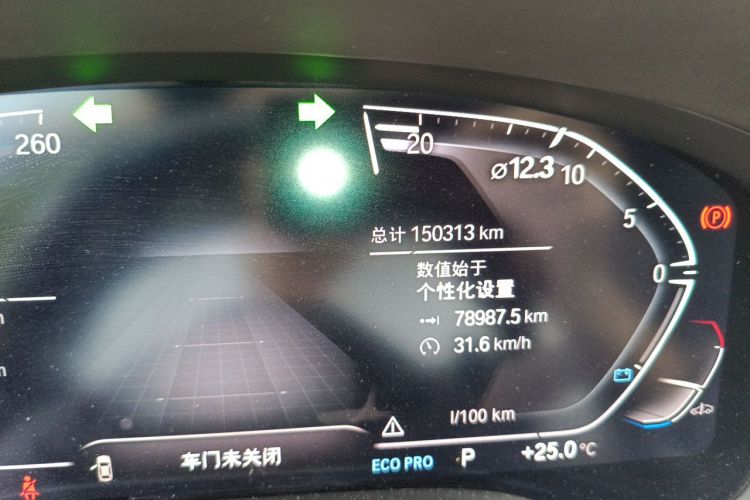 260
20
⌀12.3
10
5
0
(P)
总计 150313 km
数值始于
个性化设置
78987.5 km
31.6 km/h
l/100 km
车门未关闭
ECO PRO
P
+25.0 °C